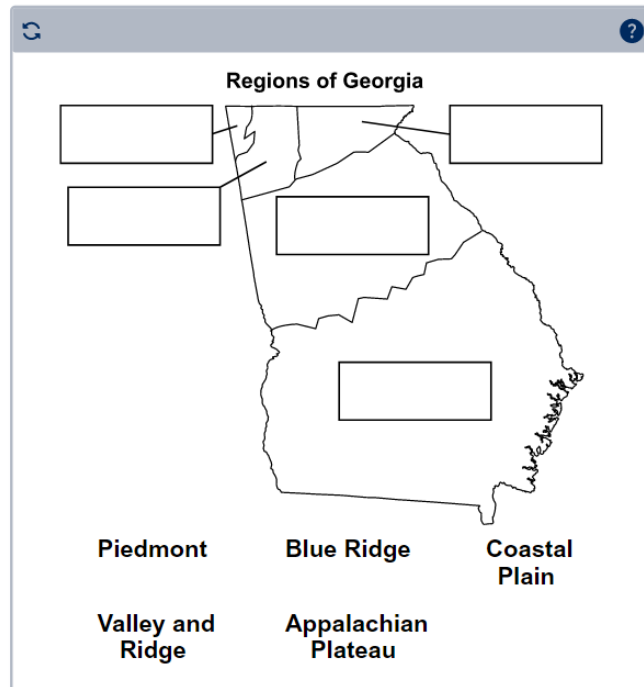 ?
Regions of Georgia
Piedmont
Blue Ridge
Coastal
Plain
Valley and
Ridge
Appalachian
Plateau